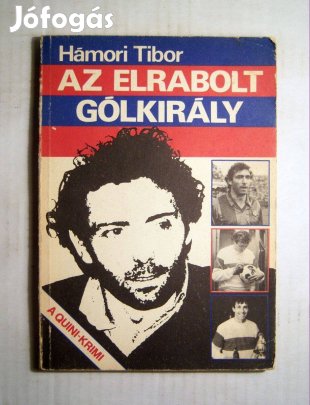 Jófogás
Hámori Tibor
AZ ELRABOLT
GÓLKIRÁLY
A QUINI-KRIMI